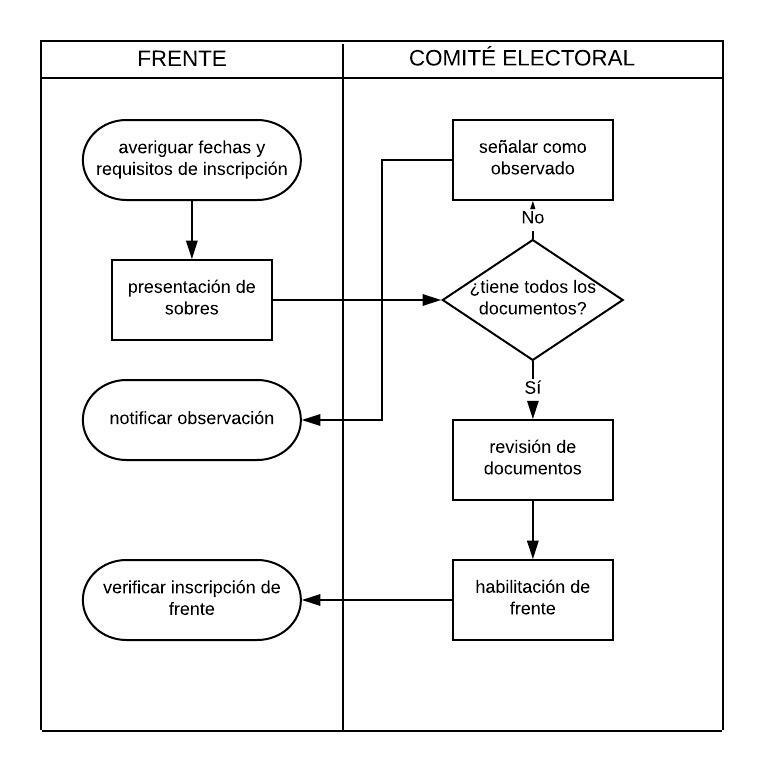 FRENTE
COMITÉ ELECTORAL
averiguar fechas y
requisitos de inscripción
señalar como
observado
No
presentación de
sobres
¿tiene todos los
documentos?
Sí
notificar observación
revisión de
documentos
verificar inscripción de
frente
habilitación de
frente